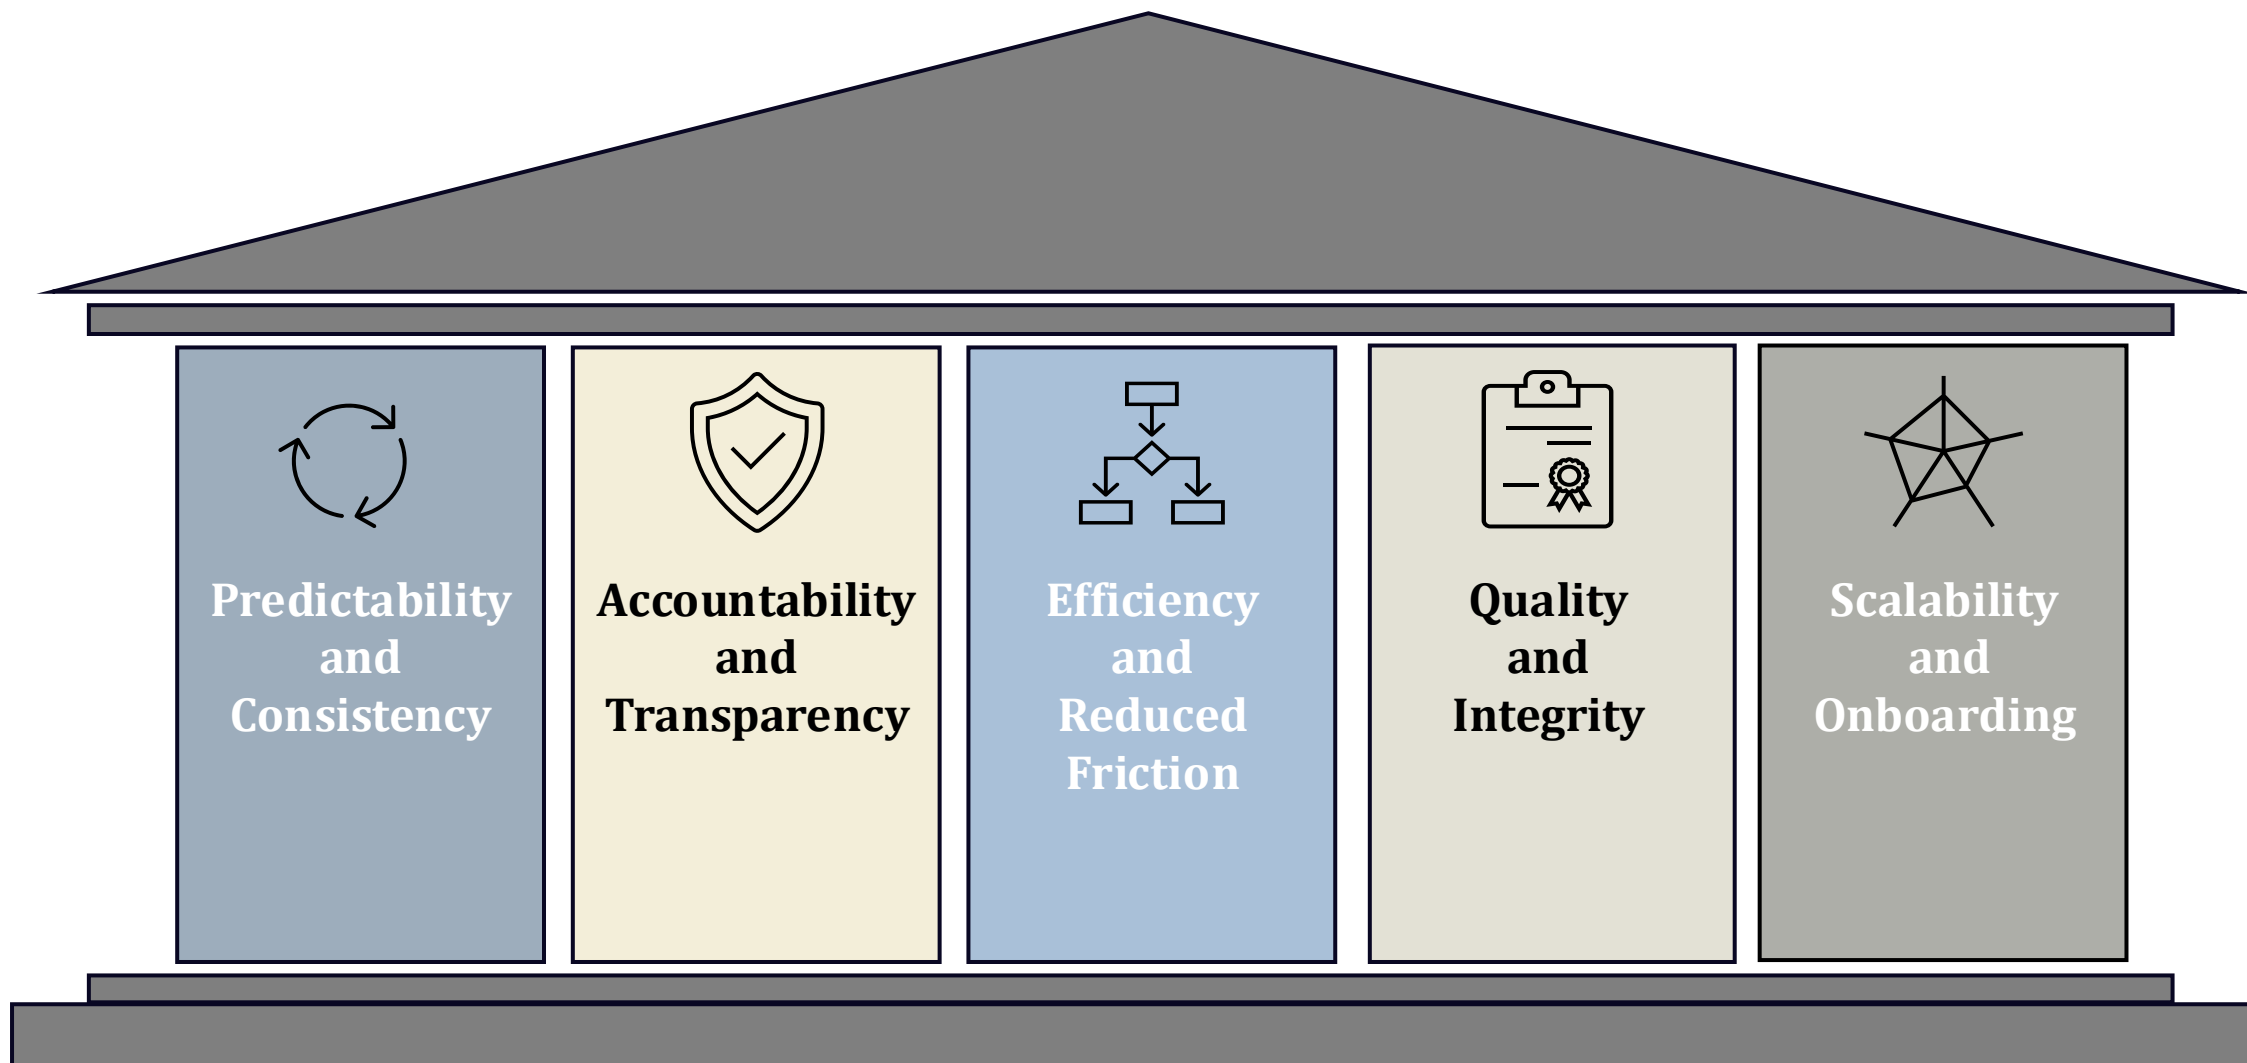 Predictability
and
Consistency
Accountability
and
Transparency
Efficiency
and
Reduced
Friction
Quality
and
Integrity
Scalability
and
Onboarding